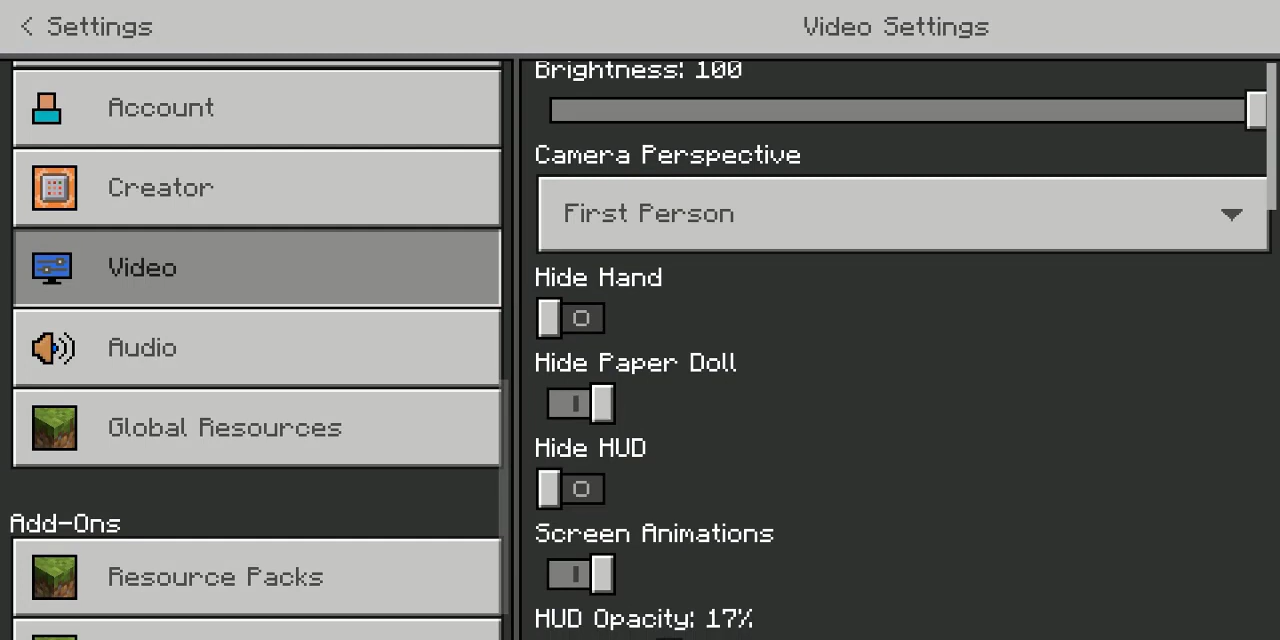 Settings
Video Settings
Account
Creator
Video
Audio
Global Resources
Add-Ons
Resource Packs
Brightness: 100
Camera Perspective
First Person
Hide Hand
Hide Paper Doll
Hide HUD
Screen Animations
HUD Opacity: 17%